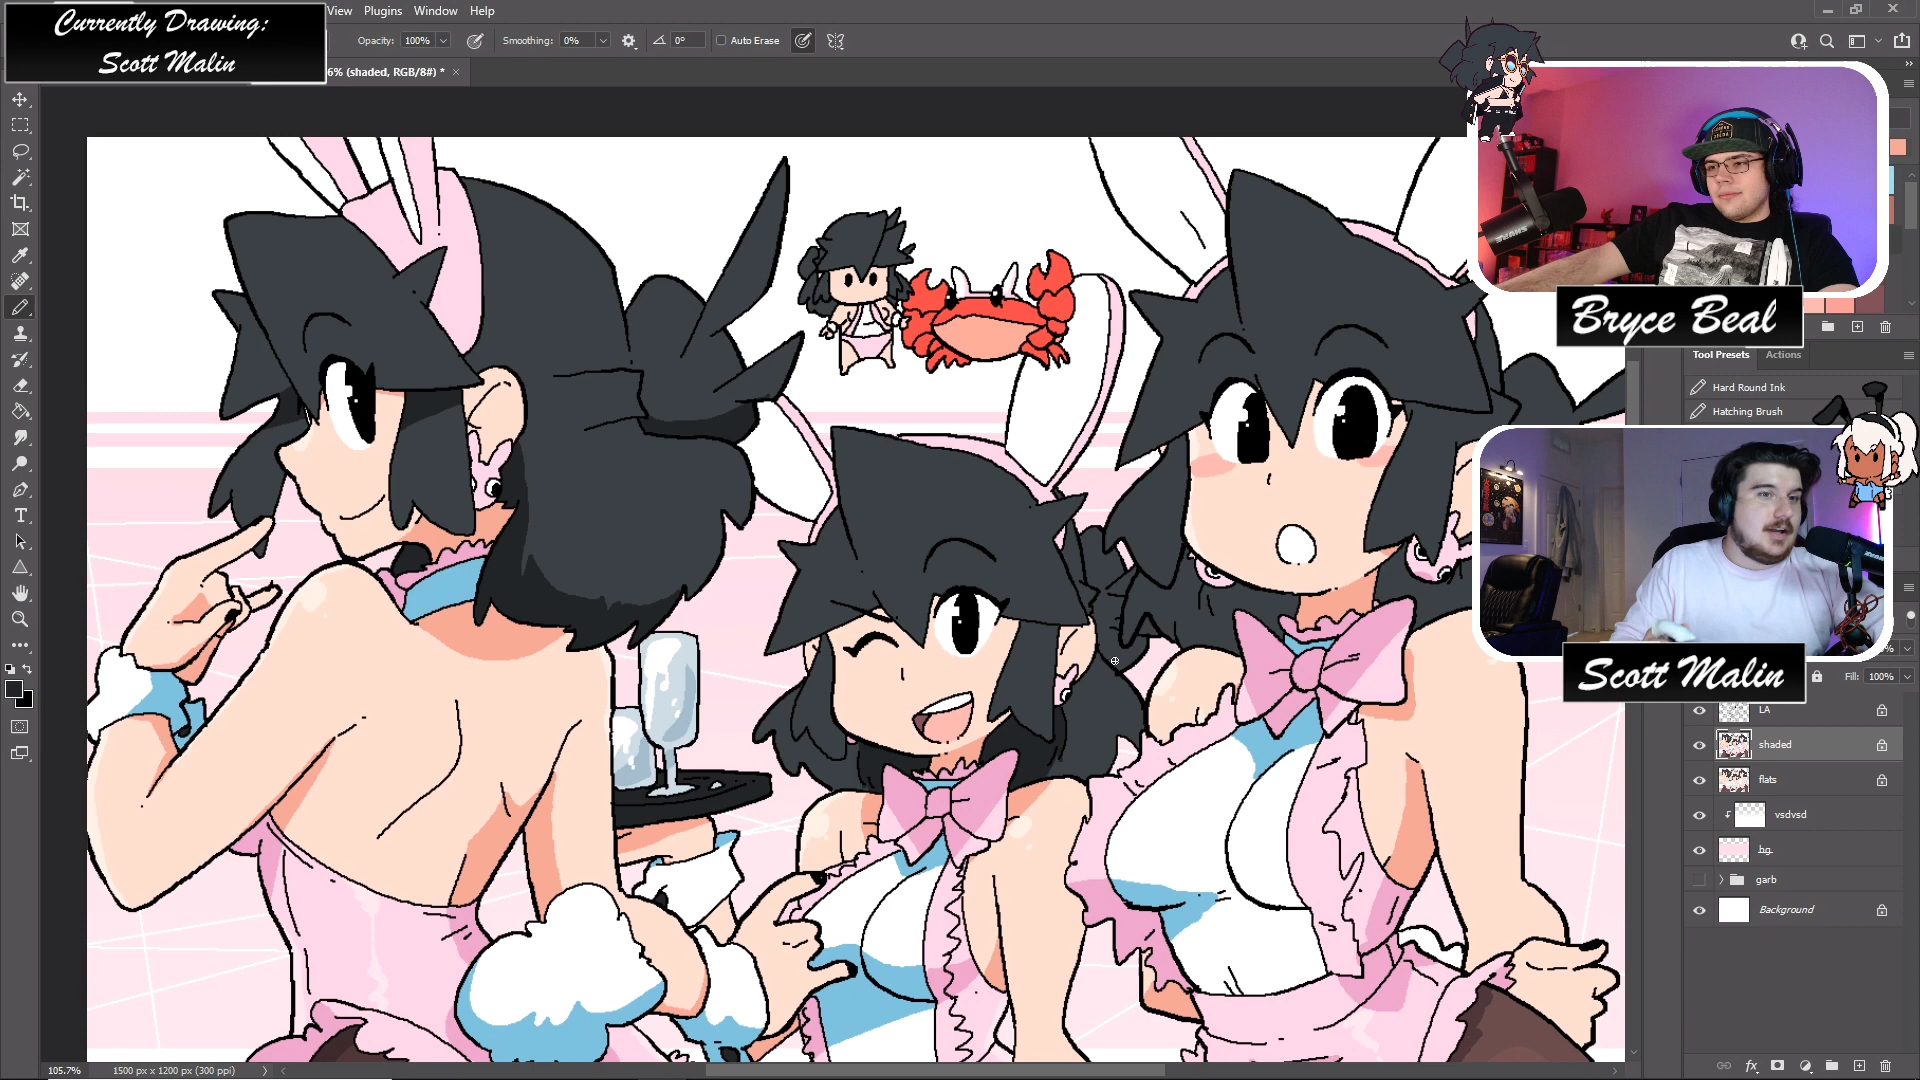 Currently Drawing:
Scott Malin
View Plugins Window Help
Opacity: 100% Smoothing: 0% 0° Auto Erase
6% (shaded, RGB/8#) *
Bryce Beal
Tool Presets Actions
Hard Round Ink
Hatching Brush
SHURE
Scott Malin
Fill: 100%
LA
shaded
flats
vsdvsd
bg.
garb
Background
fx
105.7% 1500 px x 1200 px (300 ppi)